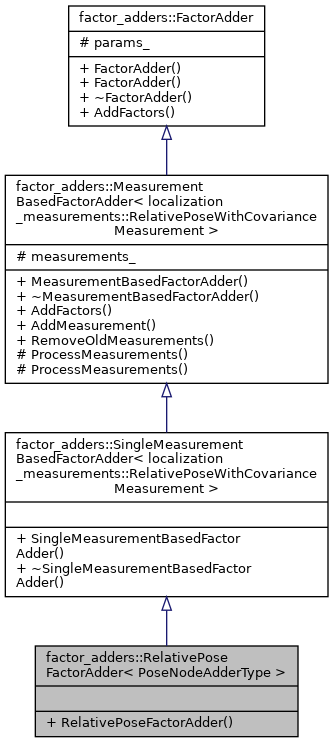 factor_adders::FactorAdder
# params_
+ FactorAdder()
+ FactorAdder()
+ ~FactorAdder()
+ AddFactors()
factor_adders::Measurement
BasedFactorAdder< localization
_measurements::RelativePoseWithCovariance
Measurement >
# measurements_
+ MeasurementBasedFactorAdder()
+ ~MeasurementBasedFactorAdder()
+ AddFactors()
+ AddMeasurement()
+ RemoveOldMeasurements()
# ProcessMeasurements()
# ProcessMeasurements()
factor_adders::SingleMeasurement
BasedFactorAdder< localization
_measurements::RelativePoseWithCovariance
Measurement >
+ SingleMeasurementBasedFactor
Adder()
+ ~SingleMeasurementBasedFactor
Adder()
factor_adders::RelativePose
FactorAdder< PoseNodeAdderType >
+ RelativePoseFactorAdder()